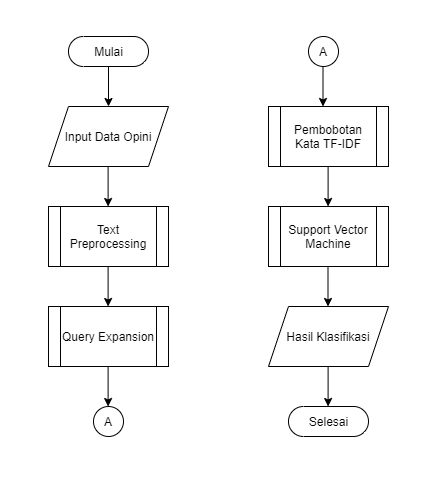 Mulai
Input Data Opini
Text
Preprocessing
Query Expansion
A
A
Pembobotan
Kata TF-IDF
Support Vector
Machine
Hasil Klasifikasi
Selesai